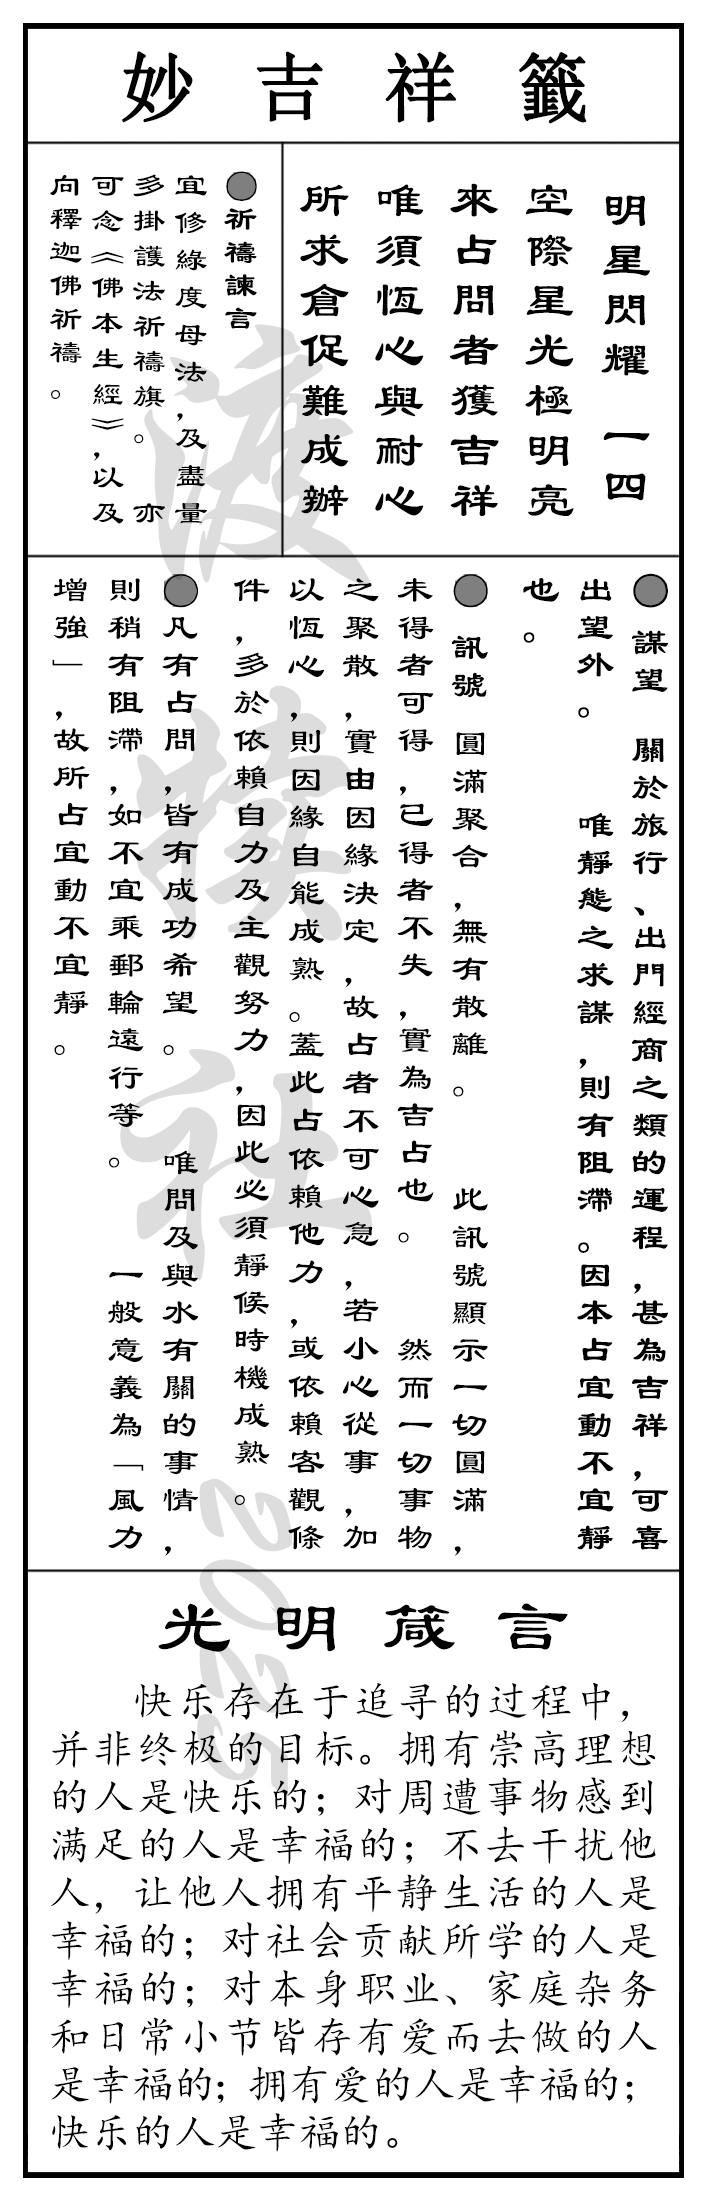 妙吉祥籤
明星閃耀 一四
空際星光極明亮
來占問者獲吉祥
唯須恆心與耐心
所求倉促難成辦
●祈禱諫言
宜修綠度母法，及盡量
多掛護法祈禱旗。亦
可念《佛本生經》，以及
向釋迦佛祈禱。
● 謀望 關於旅行、出門經商之類的運程，甚為吉祥，可喜
出望外。 唯靜態之求謀，則有阻滯。因本占宜動不宜靜
也。
● 訊號 圓滿聚合，無有散離。 此訊號顯示一切圓滿，
未得者可得，已得者不失，實為吉占也。 然而一切事物
之聚散，實由因緣決定，故占者不可心急，若小心從事，加
以恆心，則因緣自能成熟。蓋此占依賴他力，或依賴客觀條
件，多於依賴自力及主觀努力，因此必須靜候時機成熟。
●凡有占問，皆有成功希望。 唯問及與水有關的事情，
則稍有阻滯，如不宜乘郵輪遠行等。 一般意義為「風力
增強」，故所占宜動不宜靜。
光明箴言
快乐存在于追寻的过程中，
并非终极的目标。拥有崇高理想
的人是快乐的；对周遭事物感到
满足的人是幸福的；不去干扰他
人，让他人拥有平静生活的人是
幸福的；对社会贡献所学的人是
幸福的；对本身职业、家庭杂务
和日常小节皆存有爱而去做的人
是幸福的；拥有爱的人是幸福的；
快乐的人是幸福的。
渡犊社2025